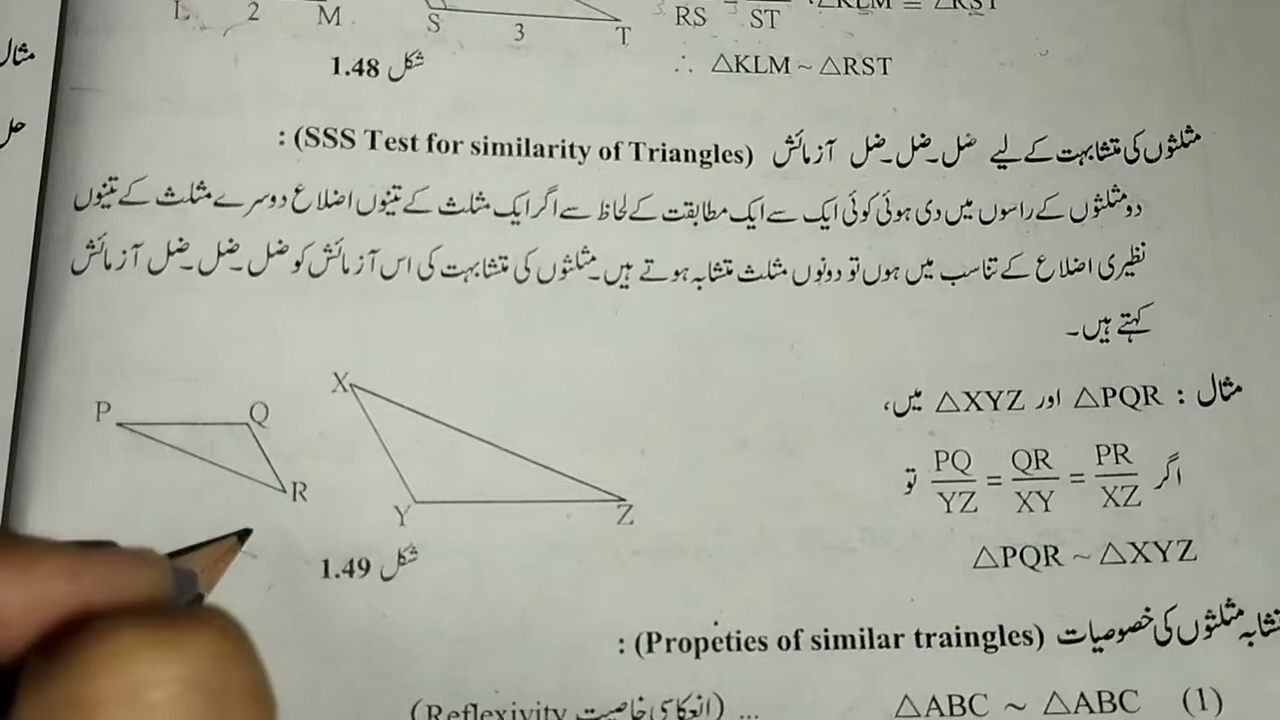 L 2 M S 3 T RS ST △KLM ≅ △RST
شکل 1.48 ∴ △KLM ~ △RST
مثال
حل
مثلثوں کی متشابہت کے لیے ضل۔ضل۔ضل آزمائش (SSS Test for similarity of Triangles) :
دو مثلثوں کے راسوں میں دی ہوئی کوئی ایک سے ایک مطابقت کے لحاظ سے اگر ایک مثلث کے تینوں اضلاع دوسرے مثلث کے تینوں
نظیری اضلاع کے تناسب میں ہوں تو دونوں مثلث متشابہ ہوتے ہیں۔ مثلثوں کی متشابہت کی اس آزمائش کو ضل۔ضل۔ضل آزمائش
کہتے ہیں۔
مثال : △PQR اور △XYZ میں،
اگر PQ/YZ = QR/XY = PR/XZ تو
△PQR ~ △XYZ
P Q R X Y Z
شکل 1.49
متشابہ مثلثوں کی خصوصیات (Propeties of similar traingles) :
(1) △ABC ~ △ABC ... (انعکاسی خاصیت Reflexivity)